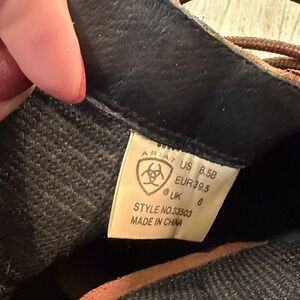 ARIAT
US 8.5B
EUR 39.5
® UK 6
STYLE NO.33503
MADE IN CHINA